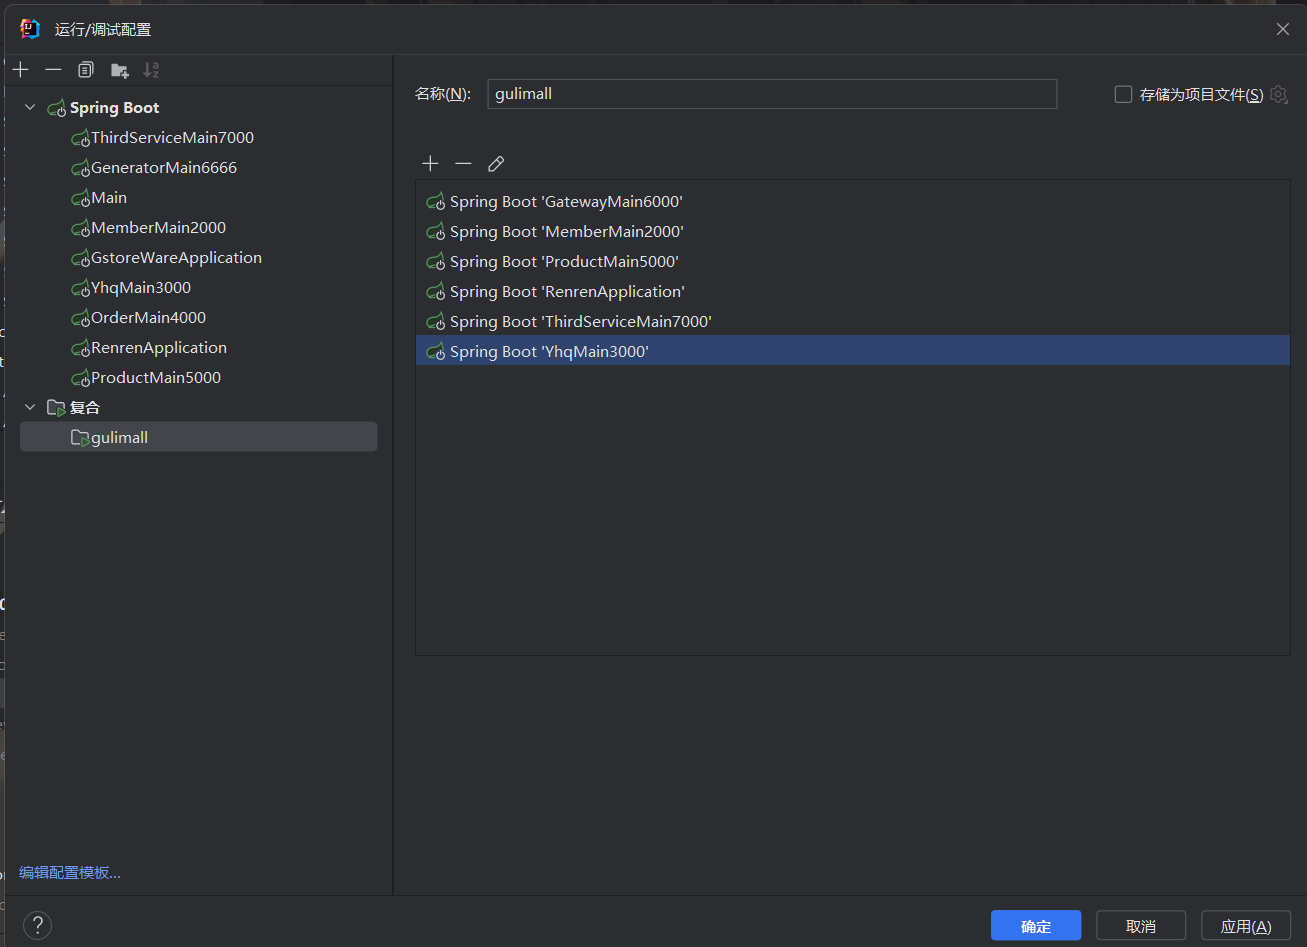 运行/调试配置
名称(N): gulimall
存储为项目文件(S)
Spring Boot
ThirdServiceMain7000
GeneratorMain6666
Main
MemberMain2000
GstoreWareApplication
YhqMain3000
OrderMain4000
RenrenApplication
ProductMain5000
复合
gulimall
Spring Boot 'GatewayMain6000'
Spring Boot 'MemberMain2000'
Spring Boot 'ProductMain5000'
Spring Boot 'RenrenApplication'
Spring Boot 'ThirdServiceMain7000'
Spring Boot 'YhqMain3000'
编辑配置模板...
?
确定
取消
应用(A)